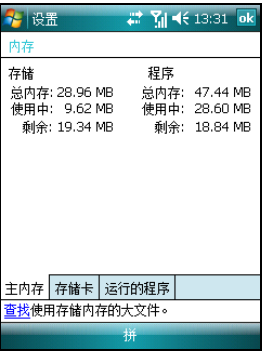 设置 13:31 ok
内存
存储 程序
总内存: 28.96 MB 总内存: 47.44 MB
使用中: 9.62 MB 使用中: 28.60 MB
剩余: 19.34 MB 剩余: 18.84 MB
主内存 存储卡 运行的程序
查找使用存储内存的大文件。
拼